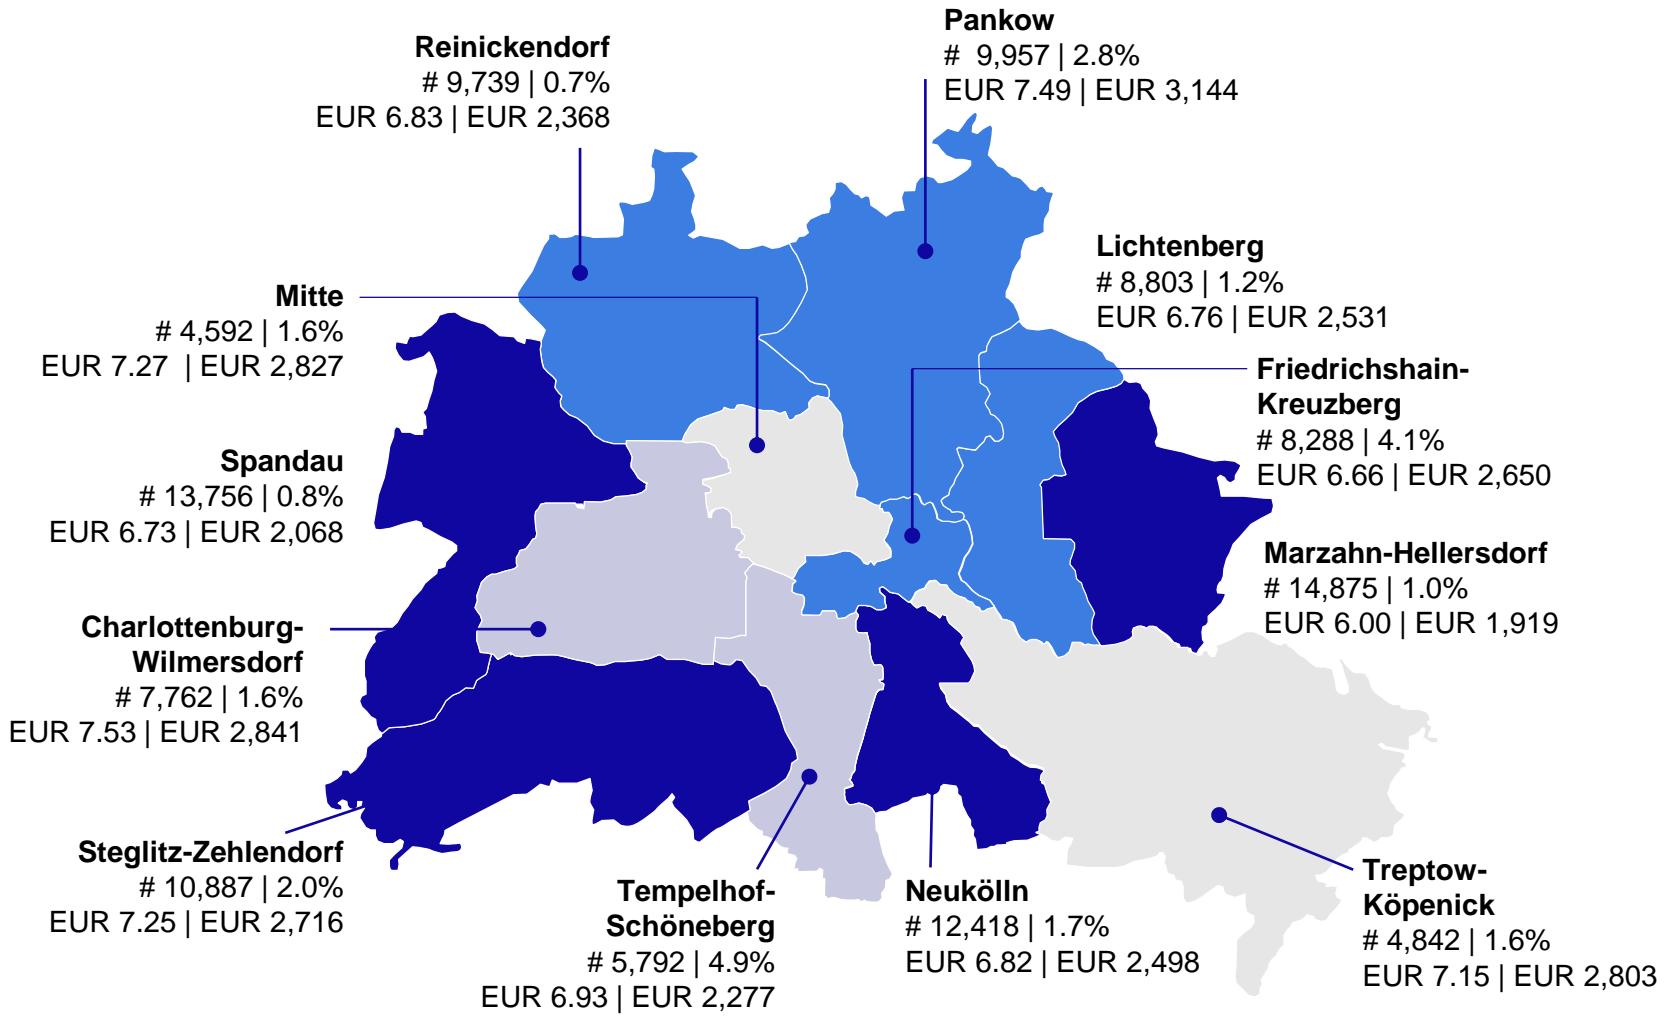 Pankow
# 9,957 | 2.8%
EUR 7.49 | EUR 3,144
Reinickendorf
# 9,739 | 0.7%
EUR 6.83 | EUR 2,368
Lichtenberg
# 8,803 | 1.2%
EUR 6.76 | EUR 2,531
Mitte
# 4,592 | 1.6%
EUR 7.27 | EUR 2,827
Friedrichshain-
Kreuzberg
# 8,288 | 4.1%
EUR 6.66 | EUR 2,650
Spandau
# 13,756 | 0.8%
EUR 6.73 | EUR 2,068
Marzahn-Hellersdorf
# 14,875 | 1.0%
EUR 6.00 | EUR 1,919
Charlottenburg-
Wilmersdorf
# 7,762 | 1.6%
EUR 7.53 | EUR 2,841
Steglitz-Zehlendorf
# 10,887 | 2.0%
EUR 7.25 | EUR 2,716
Tempelhof-
Schöneberg
# 5,792 | 4.9%
EUR 6.93 | EUR 2,277
Neukölln
# 12,418 | 1.7%
EUR 6.82 | EUR 2,498
Treptow-
Köpenick
# 4,842 | 1.6%
EUR 7.15 | EUR 2,803